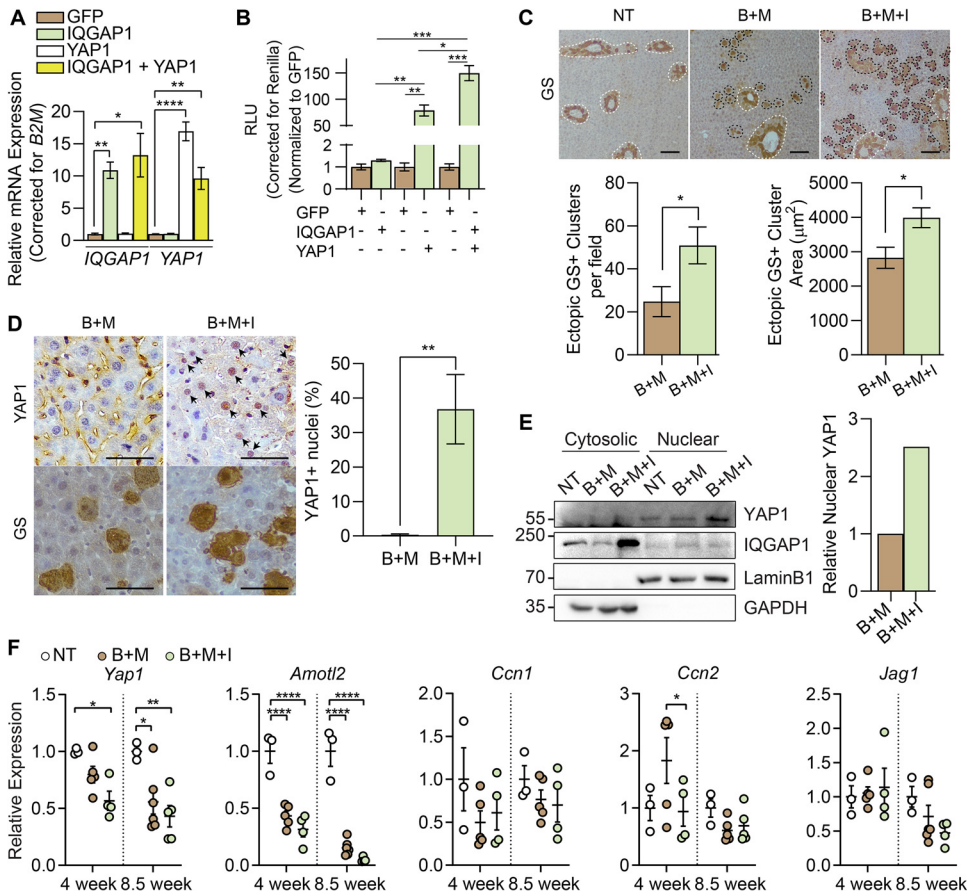 A
GFP
IQGAP1
YAP1
IQGAP1 + YAP1
Relative mRNA Expression
(Corrected for B2M)
20
15
10
5
0
**
*
****
**
IQGAP1 YAP1
B
RLU
(Corrected for Renilla)
(Normalized to GFP)
150
100
50
2
1
0
***
*
**
***
**
GFP + - + - + -
IQGAP1 - + - - - +
YAP1 - - - + - +
C
NT B+M B+M+I
GS
Ectopic GS+ Clusters
per field
80
60
40
20
0
*
B+M
B+M+I
Ectopic GS+ Cluster
Area (μm2)
5000
4000
3000
2000
1000
0
*
B+M
B+M+I
D
B+M B+M+I
YAP1
GS
YAP1+ nuclei (%)
50
40
30
20
10
0
**
B+M B+M+I
E
Cytosolic Nuclear
NT B+M B+M+I NT B+M B+M+I
55 YAP1
250 IQGAP1
70 LaminB1
35 GAPDH
Relative Nuclear YAP1
3
2
1
0
B+M
B+M+I
F
NT B+M B+M+I
Relative Expression
Yap1
1.5
1.0
0.5
0.0
*
**
*
4 week 8.5 week
Amotl2
1.5
1.0
0.5
0.0
****
****
****
****
4 week 8.5 week
Ccn1
2.0
1.5
1.0
0.5
0.0
4 week 8.5 week
Ccn2
3
2
1
0
*
4 week 8.5 week
Jag1
2.5
2.0
1.5
1.0
0.5
0.0
4 week 8.5 week